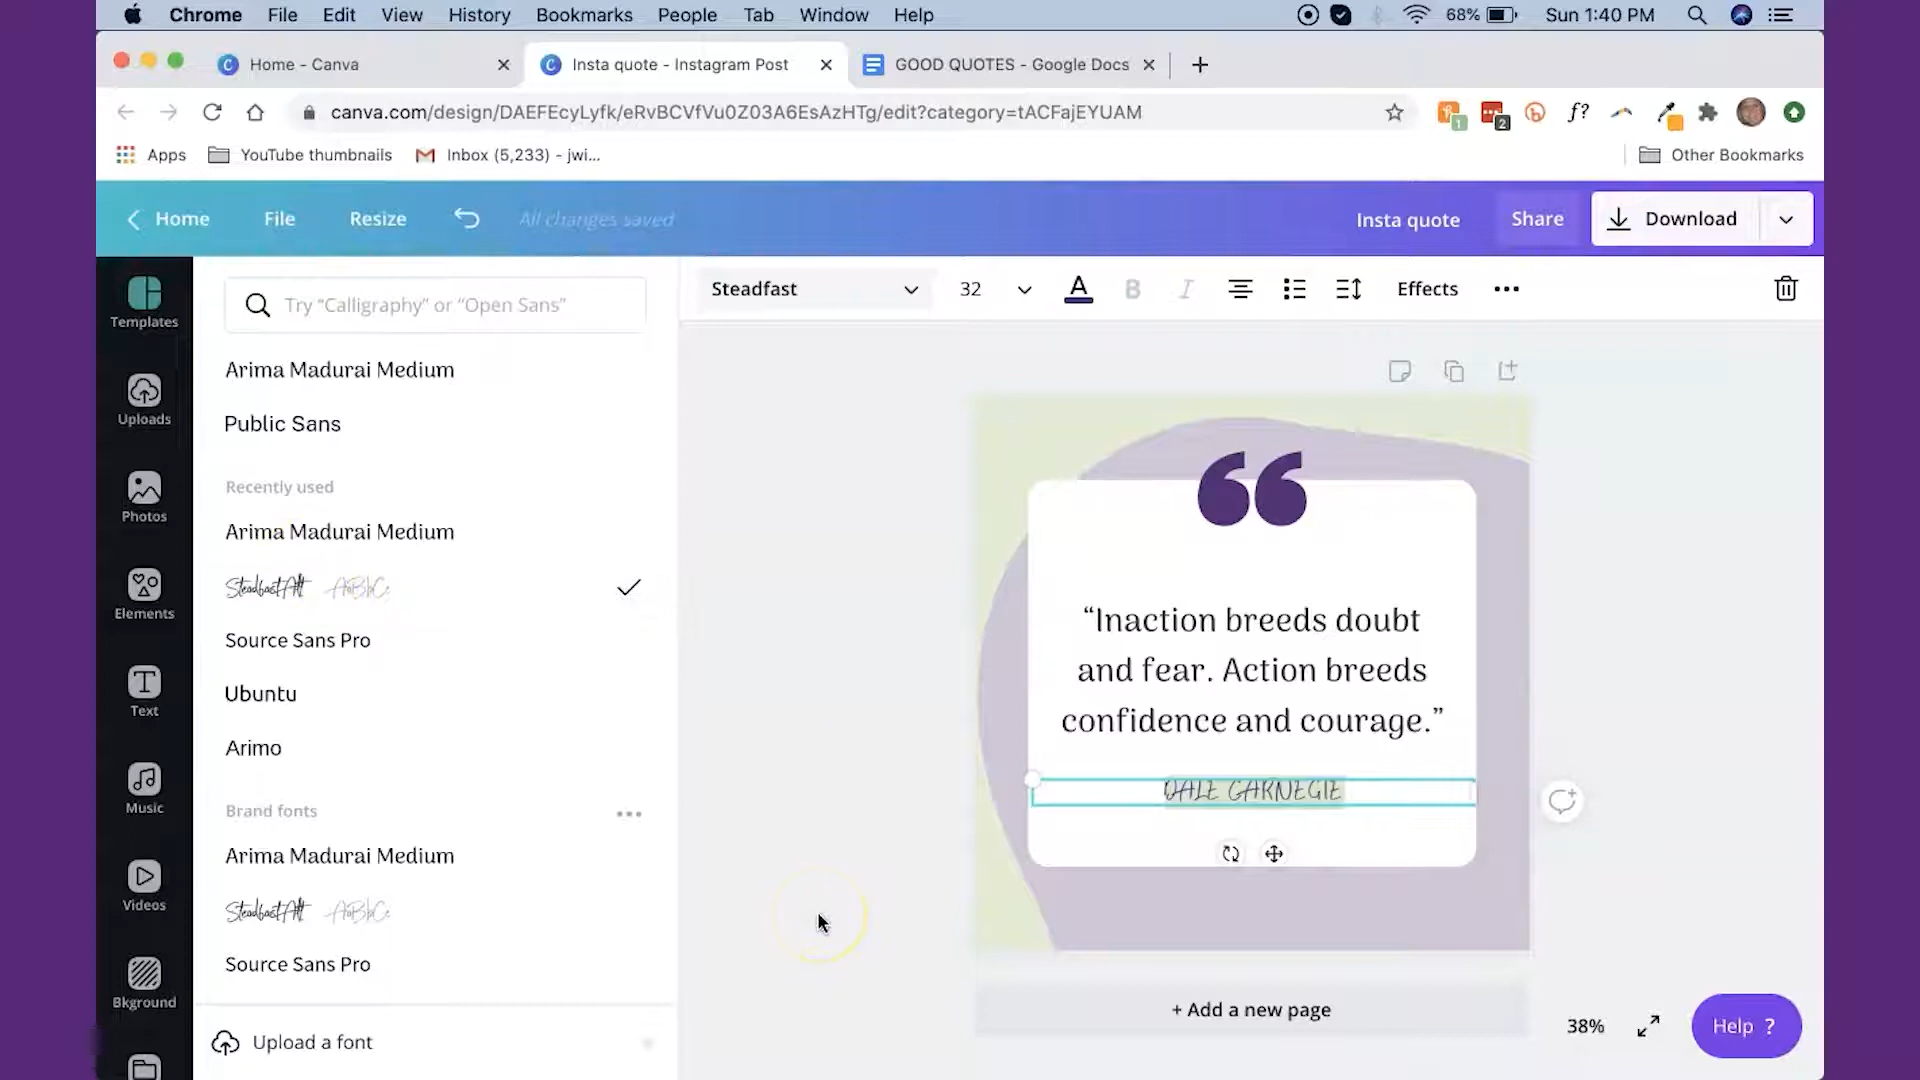 Chrome File Edit View History Bookmarks People Tab Window Help 68% Sun 1:40 PM
Home - Canva Insta quote - Instagram Post GOOD QUOTES - Google Docs
canva.com/design/DAEFEcyLyfk/eRvBCVfVu0Z03A6EsAzHTg/edit?category=tACFajEYUAM 1 2 f?
Apps YouTube thumbnails Inbox (5,233) - jwi... Other Bookmarks
Home File Resize All changes saved Insta quote Share Download
Steadfast 32 A B I Effects
Try “Calligraphy” or “Open Sans”
Templates
Uploads
Photos
Elements
Text
Music
Videos
Bkground
Arima Madurai Medium
Public Sans
Recently used
Arima Madurai Medium
SteadfastAlt AaBbCc
Source Sans Pro
Ubuntu
Arimo
Brand fonts
Arima Madurai Medium
SteadfastAlt AaBbCc
Source Sans Pro
Upload a font
“Inaction breeds doubt
and fear. Action breeds
confidence and courage.”
DALE CARNEGIE
+ Add a new page
38%
Help ?